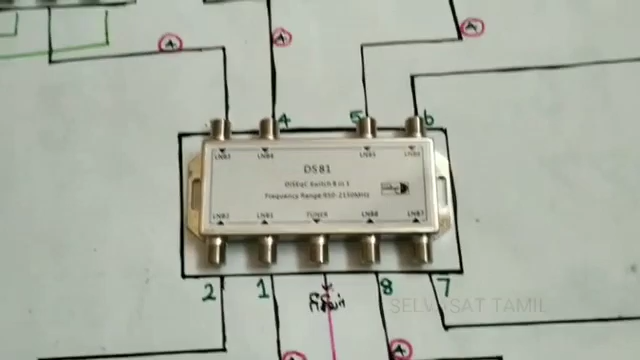 A A A
4 5 6
LNB3 LNB4 LNB5 LNB6
DS81
DiSEqC Switch 8 in 1
Frequency Range:950-2150MHz
LNB2 LNB1 TUNER LNB8 LNB7
2 1 8 7
SELVA SAT TAMIL
A A